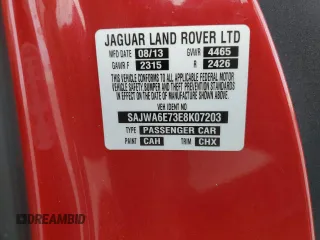 JAGUAR LAND ROVER LTD
MFD DATE 08/13 GVWR 4465
GAWR F 2315 R 2426
THIS VEHICLE CONFORMS TO ALL APPLICABLE FEDERAL MOTOR
VEHICLE SAFETY, BUMPER AND THEFT PREVENTION STANDARDS
IN EFFECT ON THE DATE OF MANUFACTURE SHOWN ABOVE
VEH IDENT NO
SAJWA6E73E8K07203
TYPE PASSENGER CAR
PAINT CAH TRIM CHX
DREAMBID